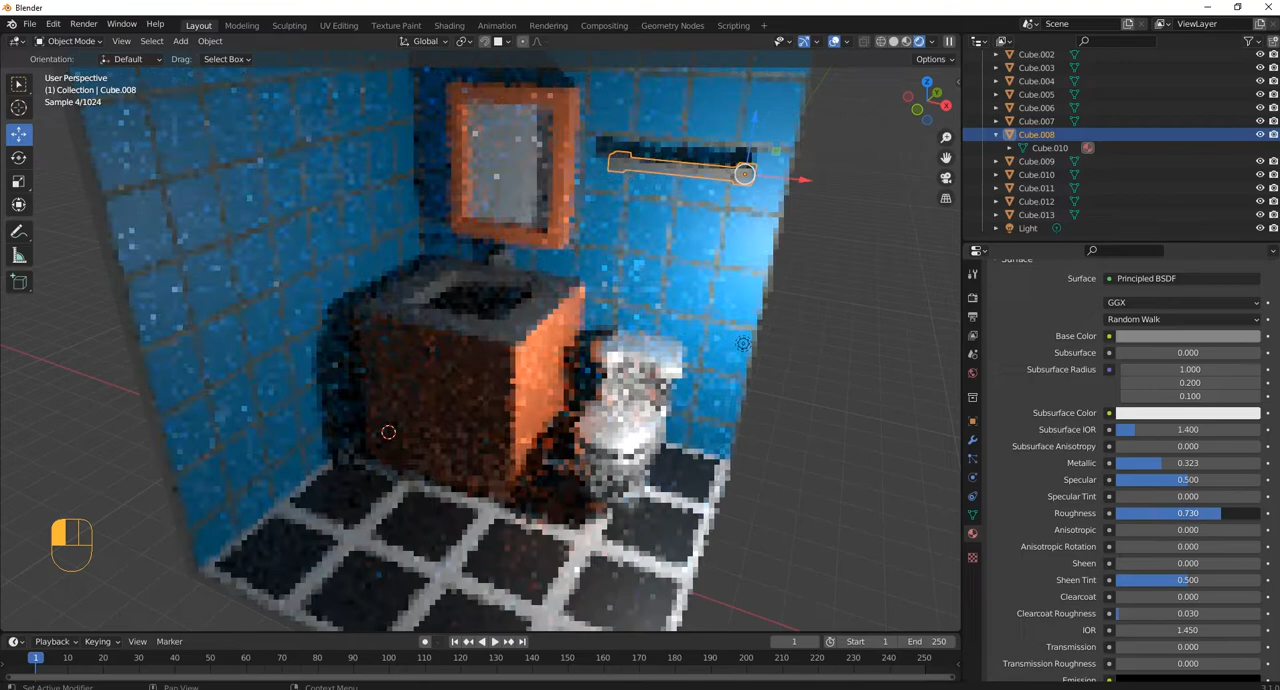 Blender
File Edit Render Window Help
Layout Modeling Sculpting UV Editing Texture Paint Shading Animation Rendering Compositing Geometry Nodes Scripting +
Scene
ViewLayer
Object Mode View Select Add Object
Global
Orientation: Default Drag: Select Box
Options
User Perspective
(1) Collection | Cube.008
Sample 4/1024
Z
Y
X
Cube.002
Cube.003
Cube.004
Cube.005
Cube.006
Cube.007
Cube.008
Cube.010
Cube.009
Cube.010
Cube.011
Cube.012
Cube.013
Light
Surface
Surface Principled BSDF
GGX
Random Walk
Base Color
Subsurface 0.000
Subsurface Radius 1.000
0.200
0.100
Subsurface Color
Subsurface IOR 1.400
Subsurface Anisotropy 0.000
Metallic 0.323
Specular 0.500
Specular Tint 0.000
Roughness 0.730
Anisotropic 0.000
Anisotropic Rotation 0.000
Sheen 0.000
Sheen Tint 0.500
Clearcoat 0.000
Clearcoat Roughness 0.030
IOR 1.450
Transmission 0.000
Transmission Roughness 0.000
Emission
Playback Keying View Marker
1
Start 1 End 250
1 10 20 30 40 50 60 70 80 90 100 110 120 130 140 150 160 170 180 190 200 210 220 230 240 250
Set Active Modifier Pan View Context Menu